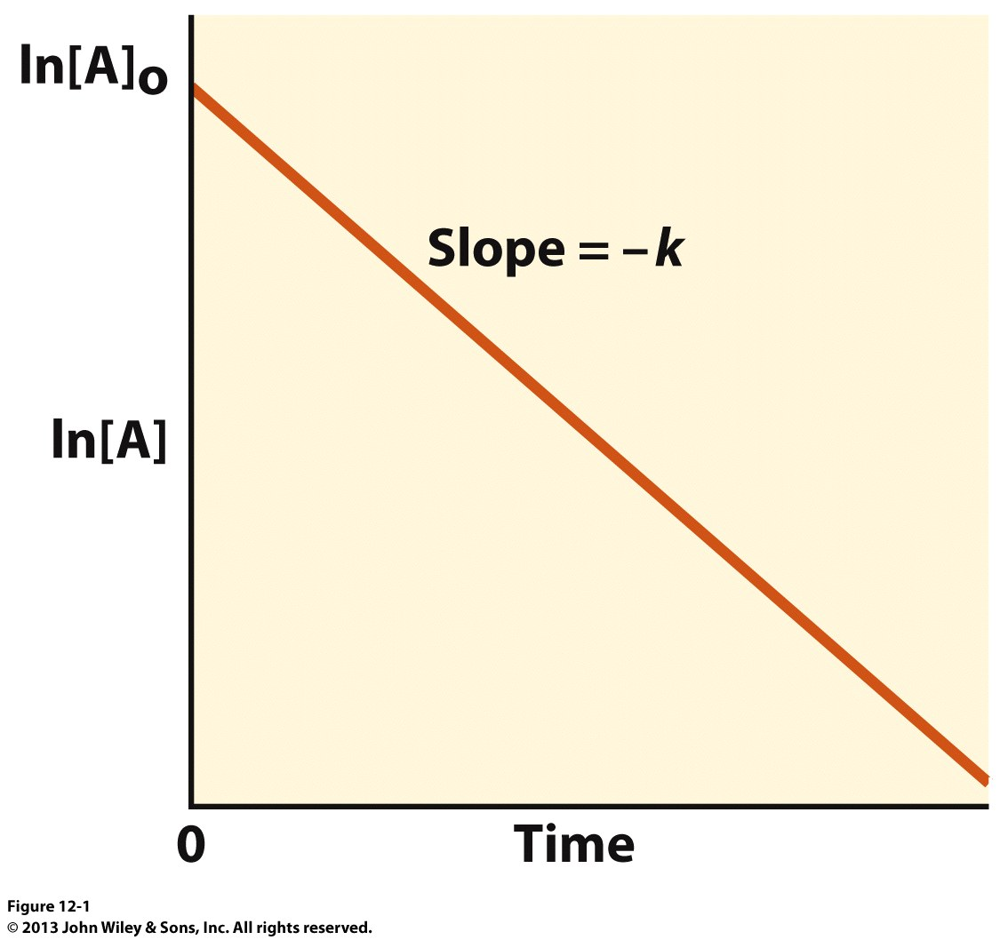 ln[A]o
Slope = –k
ln[A]
0
Time
Figure 12-1
© 2013 John Wiley & Sons, Inc. All rights reserved.